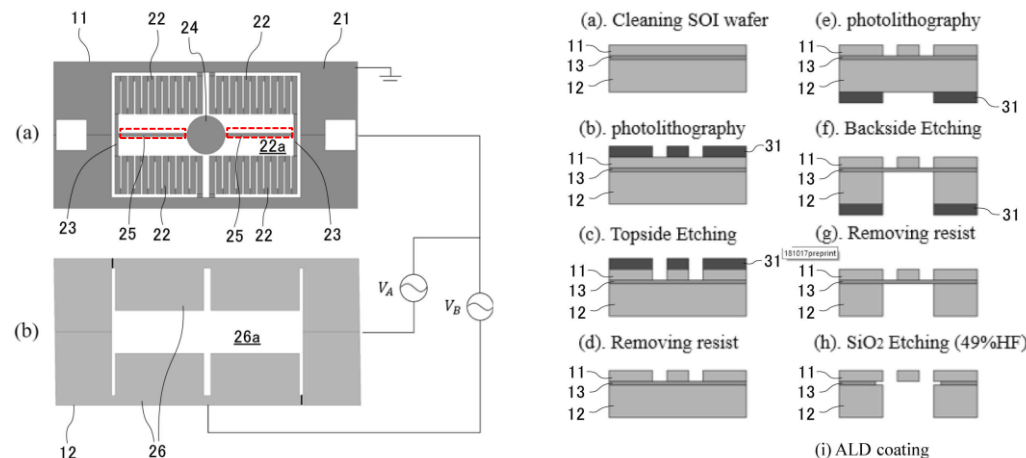 11
22
24
22
21
(a)
22a
23
22
25
25
22
23
V_A
V_B
(b)
26a
12
26
(a). Cleaning SOI wafer
11
13
12
(b). photolithography
31
11
13
12
(c). Topside Etching
31
11
13
12
(d). Removing resist
11
13
12
(e). photolithography
11
13
12
31
(f). Backside Etching
11
13
12
31
181017preprint
(g). Removing resist
11
13
12
(h). SiO2 Etching (49%HF)
11
13
12
(i) ALD coating